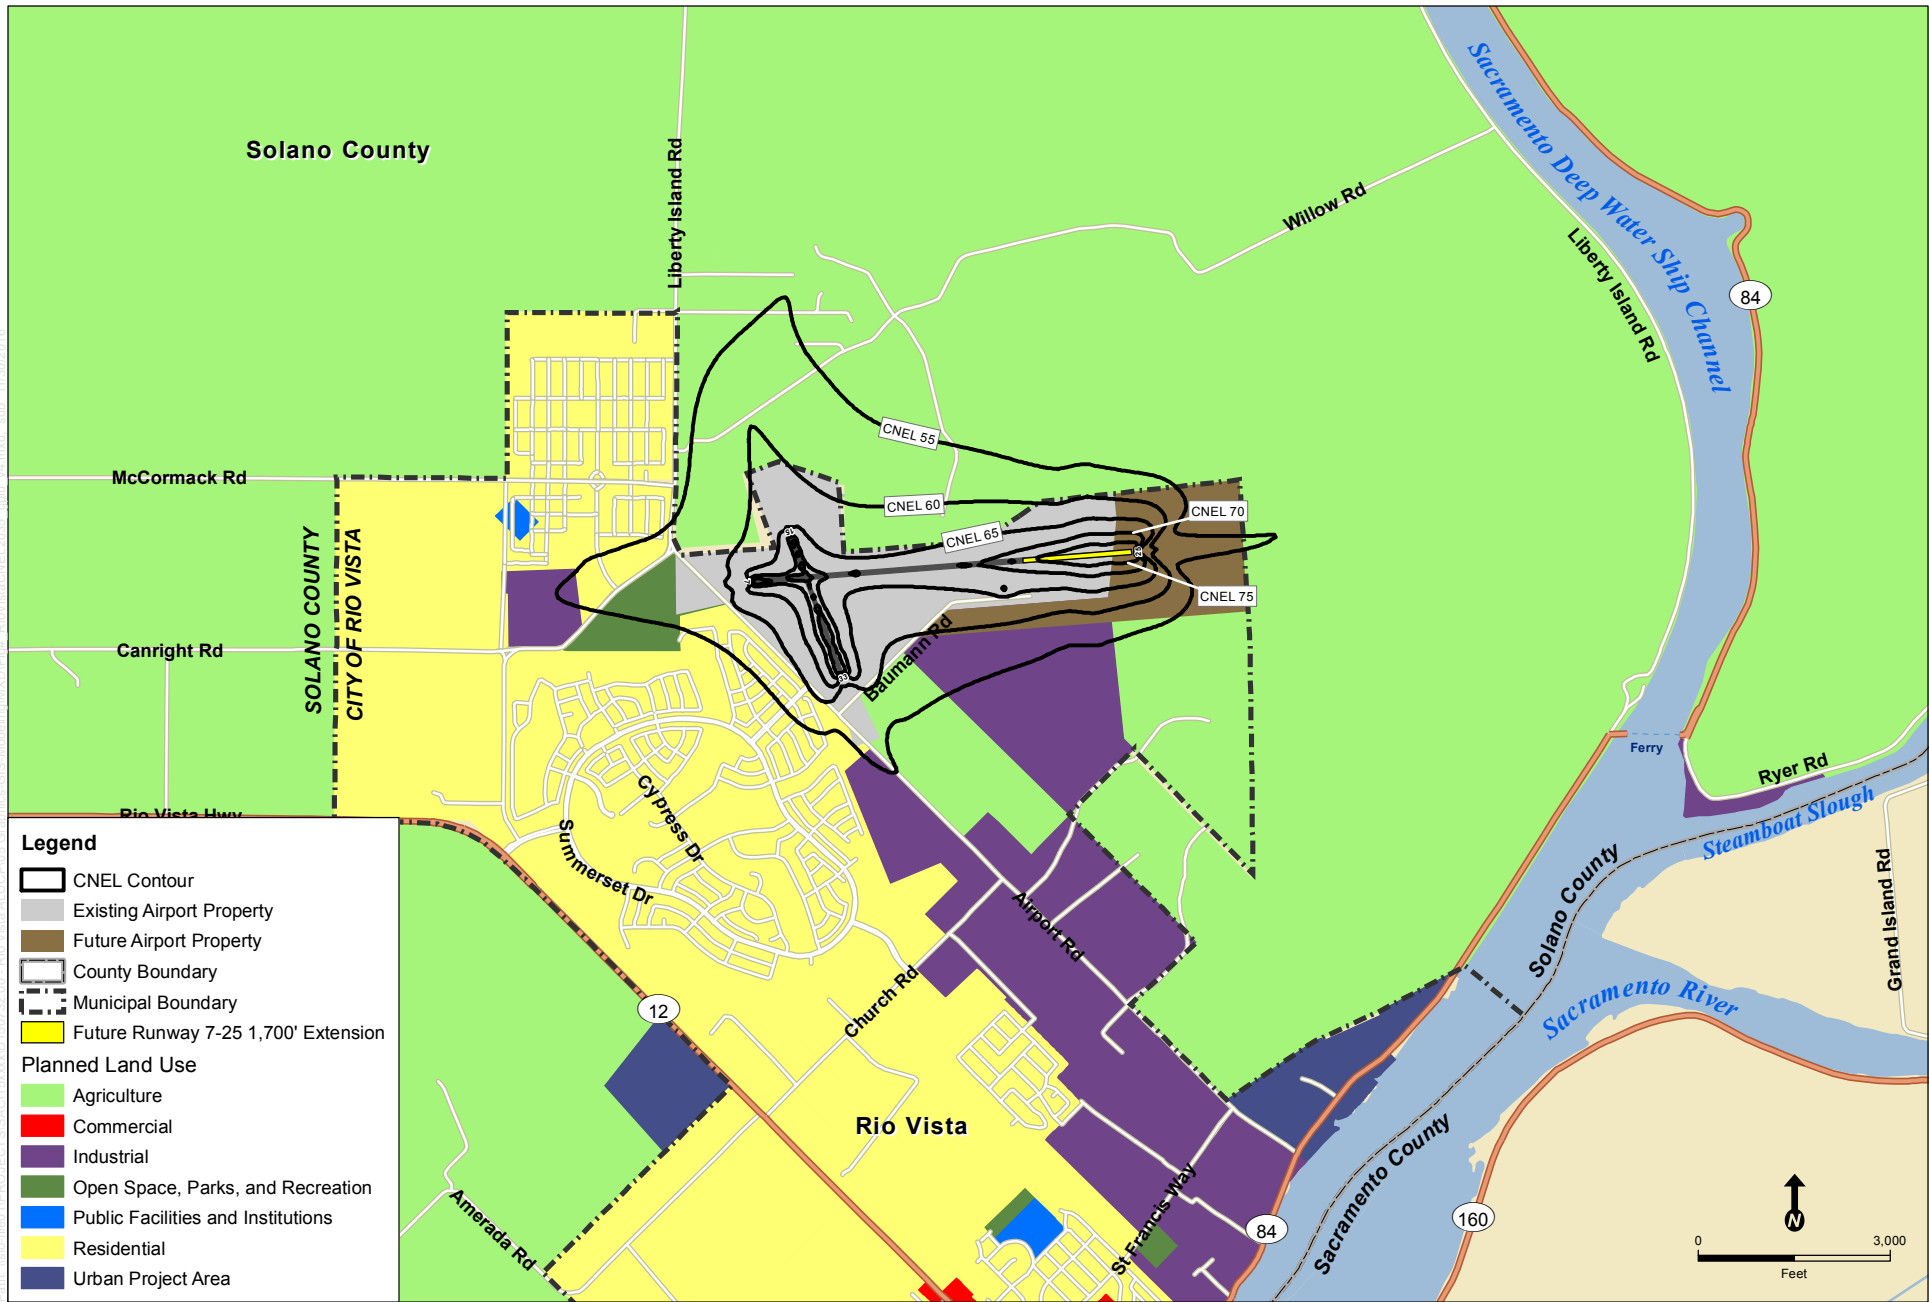 Solano County
Liberty Island Rd
Willow Rd
Sacramento Deep Water Ship Channel
Liberty Island Rd
84
CNEL 55
McCormack Rd
CNEL 60
CNEL 65
CNEL 70
CNEL 75
15
7
25
33
SOLANO COUNTY
CITY OF RIO VISTA
Canright Rd
Baumann Rd
Ferry
Ryer Rd
Steamboat Slough
Rio Vista Hwy
Cypress Dr
Summerset Dr
Airport Rd
Church Rd
Solano County
Grand Island Rd
Sacramento River
12
Rio Vista
Sacramento County
St Francis Way
84
160
Amerada Rd
Legend
CNEL Contour
Existing Airport Property
Future Airport Property
County Boundary
Municipal Boundary
Future Runway 7-25 1,700' Extension
Planned Land Use
Agriculture
Commercial
Industrial
Open Space, Parks, and Recreation
Public Facilities and Institutions
Residential
Urban Project Area
N
0 3,000
Feet